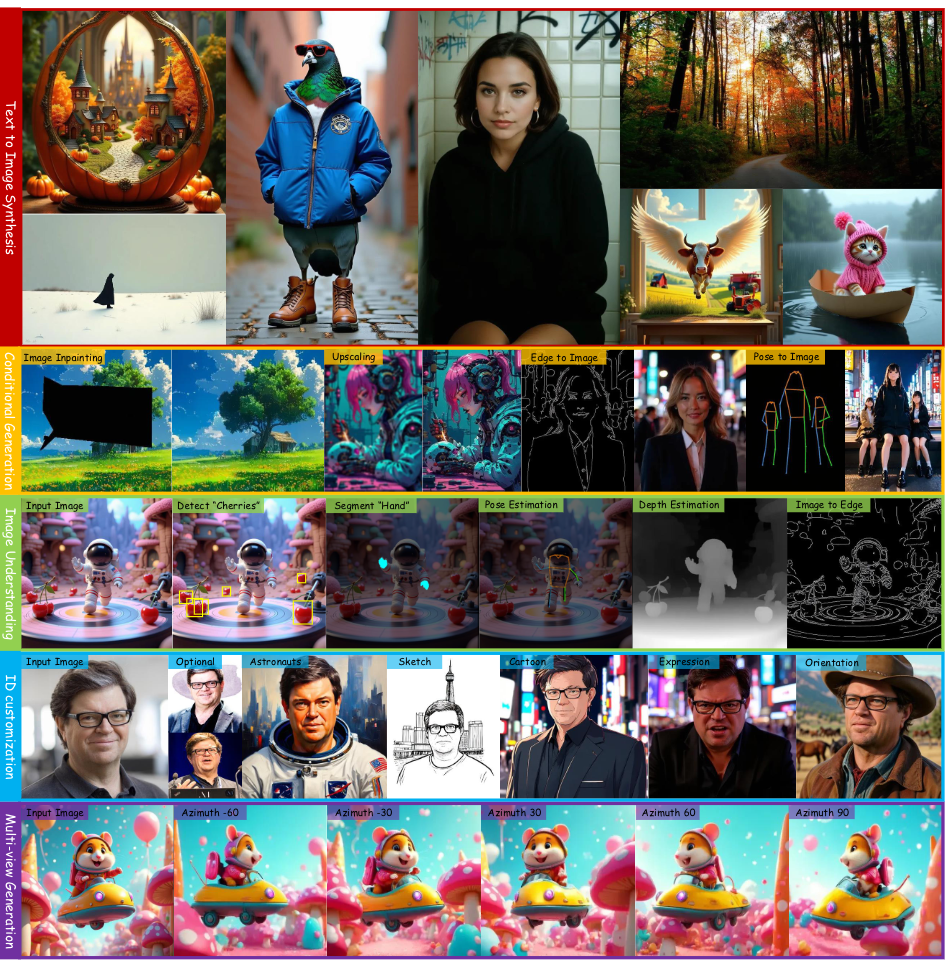 Text to Image Synthesis
Conditional Generation
Image Inpainting
Upscaling
Edge to Image
Pose to Image
Image Understanding
Input Image
Detect "Cherries"
Segment "Hand"
Pose Estimation
Depth Estimation
Image to Edge
ID customization
Input Image
Optional
Astronauts
Sketch
Cartoon
Expression
Orientation
Multi-view Generation
Input Image
Azimuth -60
Azimuth -30
Azimuth 30
Azimuth 60
Azimuth 90